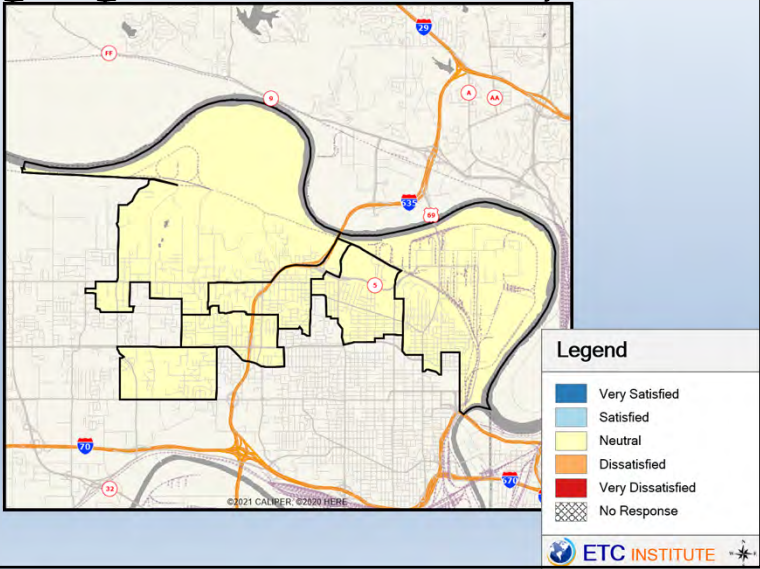 29
FF
9
A
AA
635
69
5
70
32
670
©2021 CALIPER; ©2020 HERE
Legend
Very Satisfied
Satisfied
Neutral
Dissatisfied
Very Dissatisfied
No Response
ETC INSTITUTE